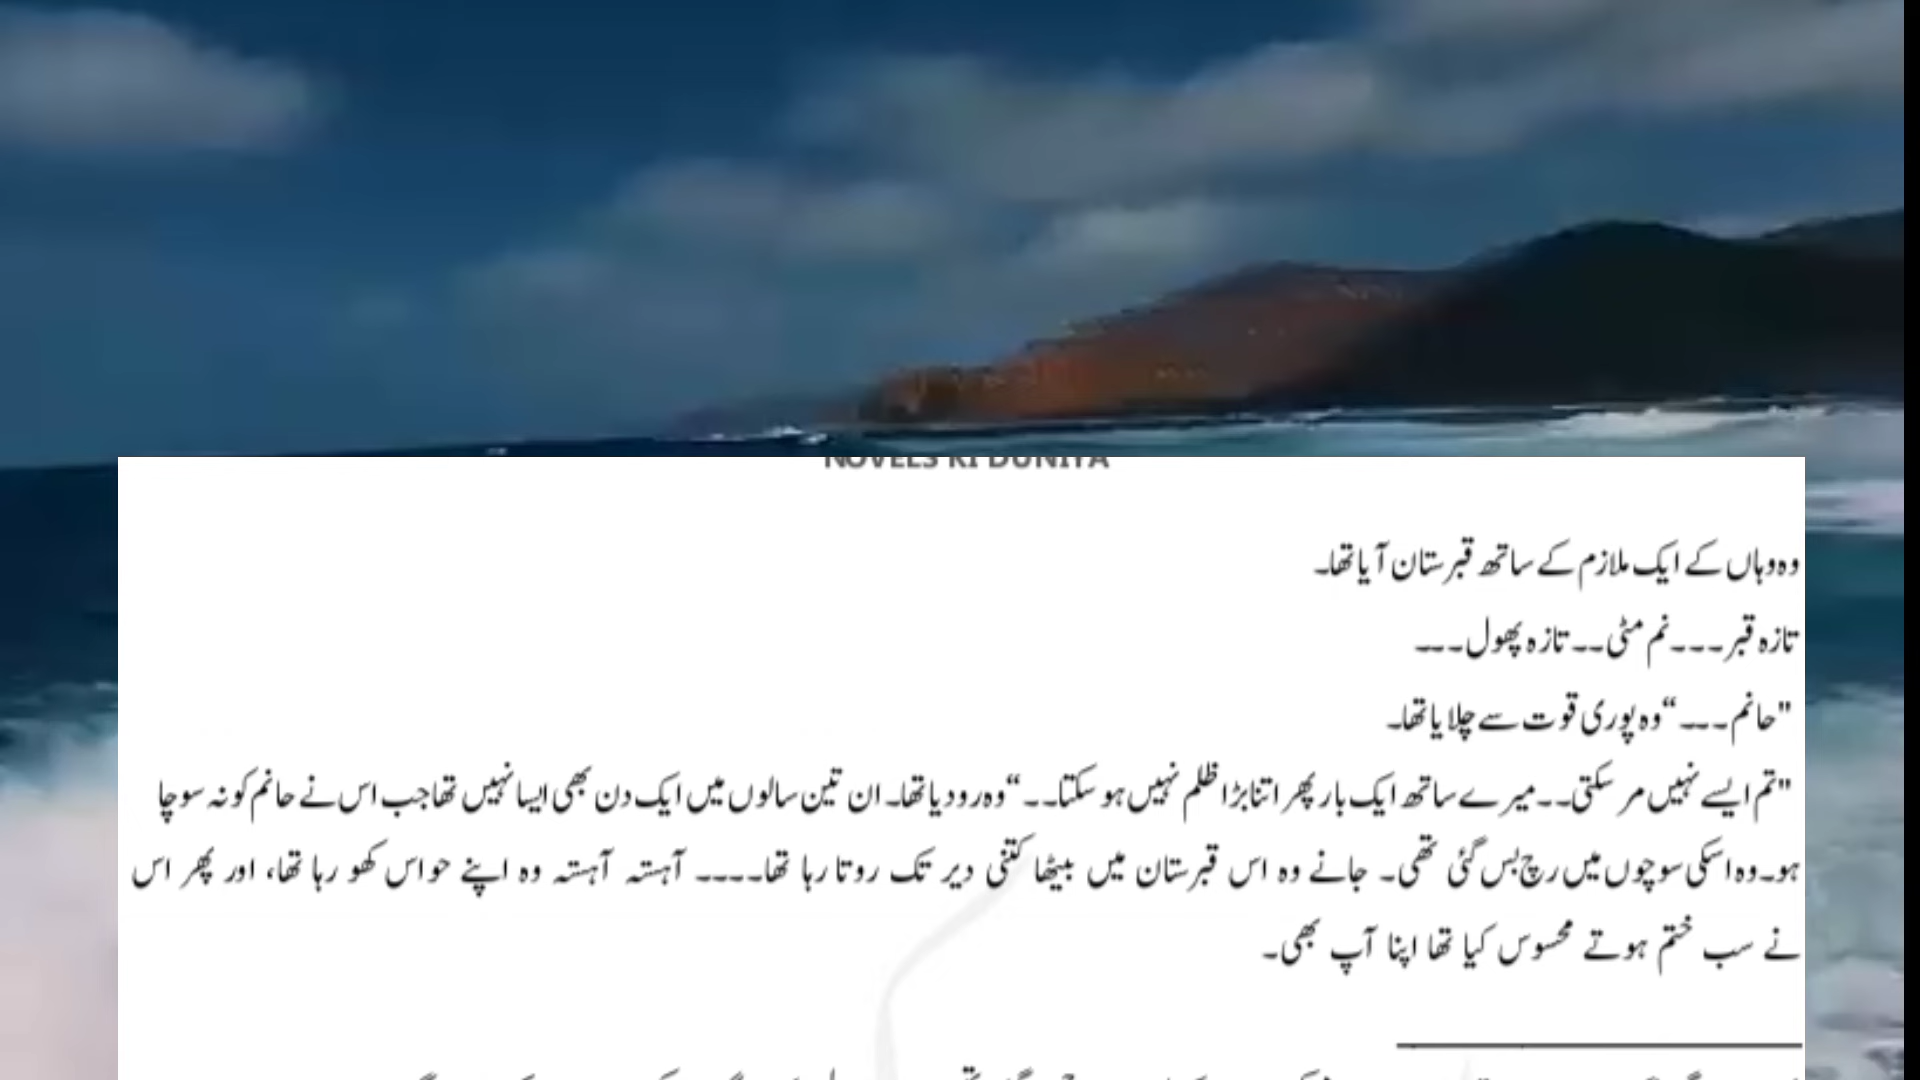 NOVELS KI DUNIYA
وہ وہاں کے ایک ملازم کے ساتھ قبرستان آیا تھا۔
تازہ قبر۔۔۔نم مٹی۔۔تازہ پھول۔۔۔
"حانم۔۔۔“ وہ پوری قوت سے چلایا تھا۔
"تم ایسے نہیں مر سکتی۔۔میرے ساتھ ایک بار پھر اتنا بڑا ظلم نہیں ہو سکتا۔۔“ وہ رو دیا تھا۔ ان تین سالوں میں ایک دن بھی ایسا نہیں تھا جب اس نے حانم کو نہ سوچا
ہو۔ وہ اسکی سوچوں میں رچ بس گئی تھی۔ جانے وہ اس قبرستان میں بیٹھا کتنی دیر تک روتا رہا تھا۔۔۔۔ آہستہ آہستہ وہ اپنے حواس کھو رہا تھا، اور پھر اس
نے سب ختم ہوتے محسوس کیا تھا اپنا آپ بھی۔